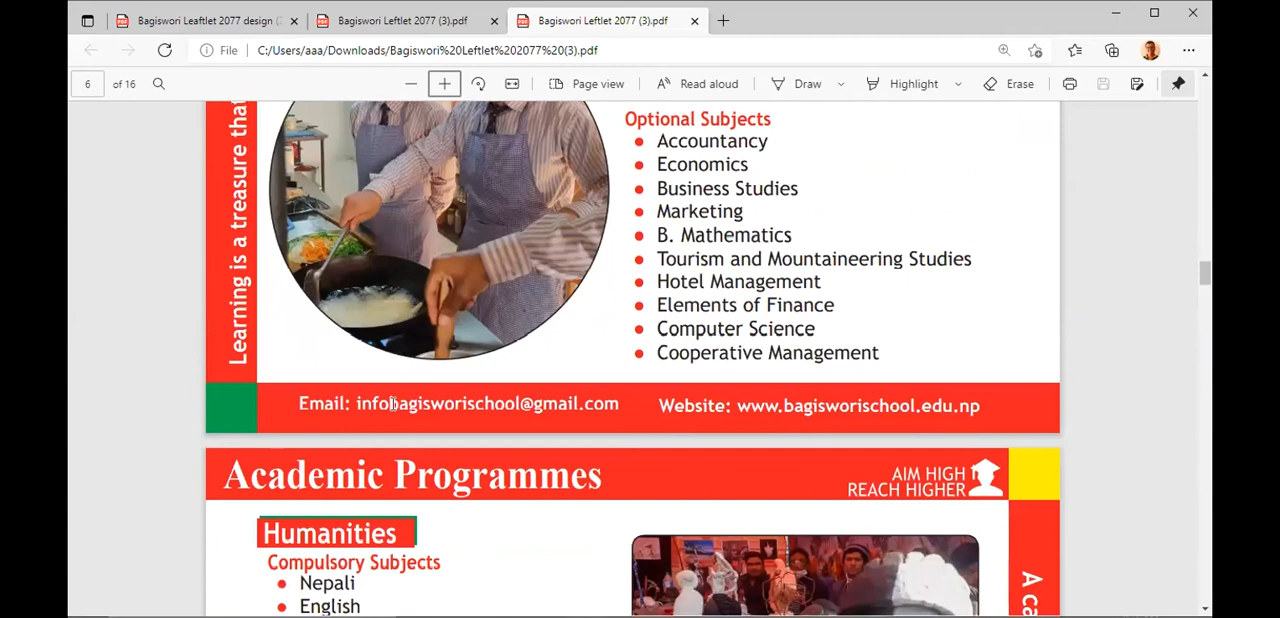 Bagiswori Leaftlet 2077 design (
Bagiswori Leftlet 2077 (3).pdf
Bagiswori Leftlet 2077 (3).pdf
File
C:/Users/aaa/Downloads/Bagiswori%20Leftlet%202077%20(3).pdf
6 of 16
Page view
Read aloud
Draw
Highlight
Erase
Learning is a treasure that
Optional Subjects
Accountancy
Economics
Business Studies
Marketing
B. Mathematics
Tourism and Mountaineering Studies
Hotel Management
Elements of Finance
Computer Science
Cooperative Management
Email: infobagisworischool@gmail.com
Website: www.bagisworischool.edu.np
Academic Programmes
AIM HIGH
REACH HIGHER
Humanities
Compulsory Subjects
Nepali
English
A ca